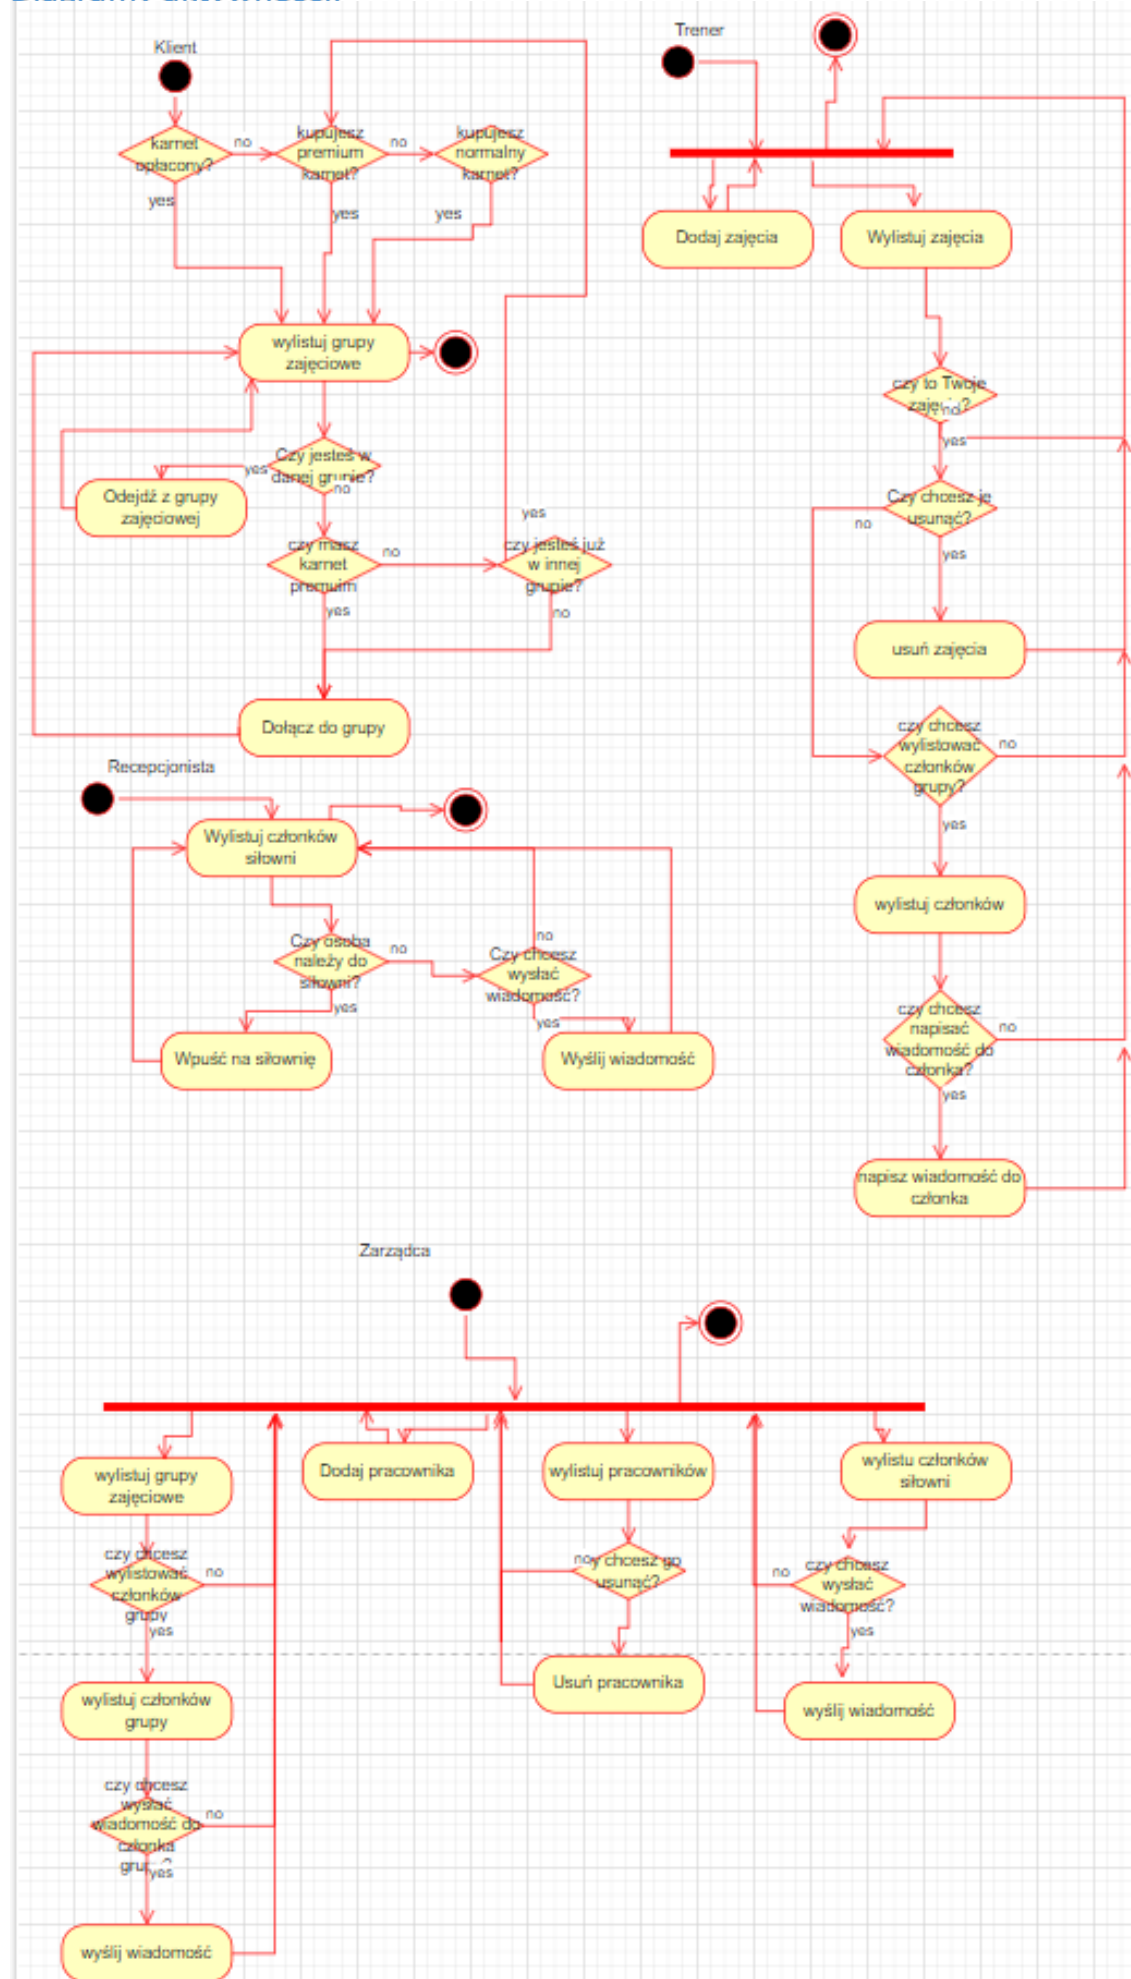 Klient
karnet
opłacony?
no
yes
kupujesz
premium
karnet?
no
yes
kupujesz
normalny
karnet?
yes
wylistuj grupy
zajęciowe
Czy jesteś w
danej grupie?
yes
no
Odejdź z grupy
zajęciowej
czy masz
karnet
premuim
no
yes
czy jesteś już
w innej
grupie?
yes
no
Dołącz do grupy
Trener
Dodaj zajęcia
Wylistuj zajęcia
czy to Twoje
no
yes
Czy chcesz je
usunąć?
no
yes
usuń zajęcia
czy chcesz
wylistować
członków
grupy?
no
yes
wylistuj członków
czy chcesz
napisać
wiadomość do
członka?
no
yes
napisz wiadomość do
członka
Recepcjonista
Wylistuj członków
siłowni
Czy osoba
należy do
siłowni?
no
yes
Czy chcesz
wysłać
wiadomość?
no
yes
Wpuść na siłownię
Wyślij wiadomość
Zarządca
wylistuj grupy
zajęciowe
czy chcesz
wylistować
członków
grupy
no
yes
wylistuj członków
grupy
czy chcesz
wysłać
wiadomość do
członka
no
yes
wyślij wiadomość
Dodaj pracownika
wylistuj pracowników
no
chcesz go
usunąć?
Usuń pracownika
wylistu członków
siłowni
czy chcesz
wysłać
wiadomość?
no
yes
wyślij wiadomość